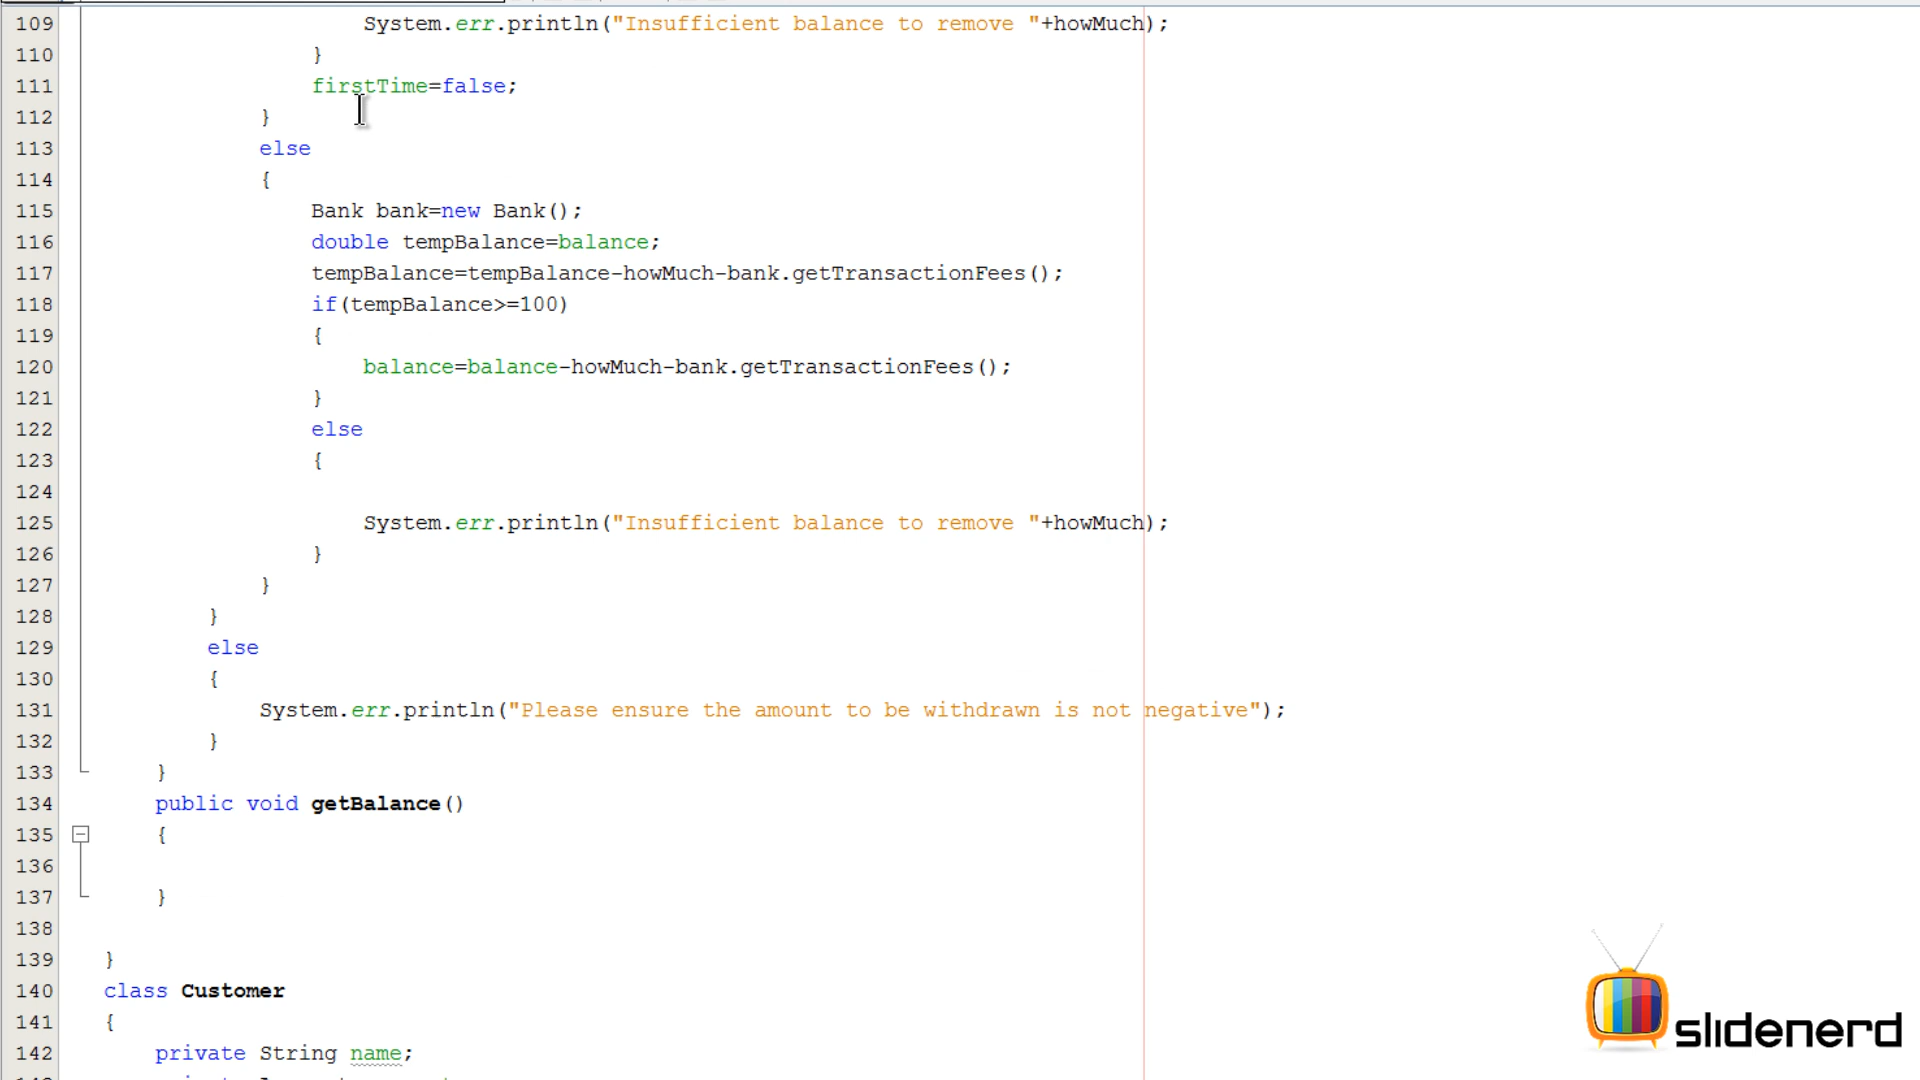 109 System.err.println("Insufficient balance to remove "+howMuch);
110 }
111 firstTime=false;
112 }
113 else
114 {
115 Bank bank=new Bank();
116 double tempBalance=balance;
117 tempBalance=tempBalance-howMuch-bank.getTransactionFees();
118 if(tempBalance>=100)
119 {
120 balance=balance-howMuch-bank.getTransactionFees();
121 }
122 else
123 {
124
125 System.err.println("Insufficient balance to remove "+howMuch);
126 }
127 }
128 }
129 else
130 {
131 System.err.println("Please ensure the amount to be withdrawn is not negative");
132 }
133 }
134 public void getBalance()
135 {
136
137 }
138
139 }
140 class Customer
141 {
142 private String name;
slidenerd